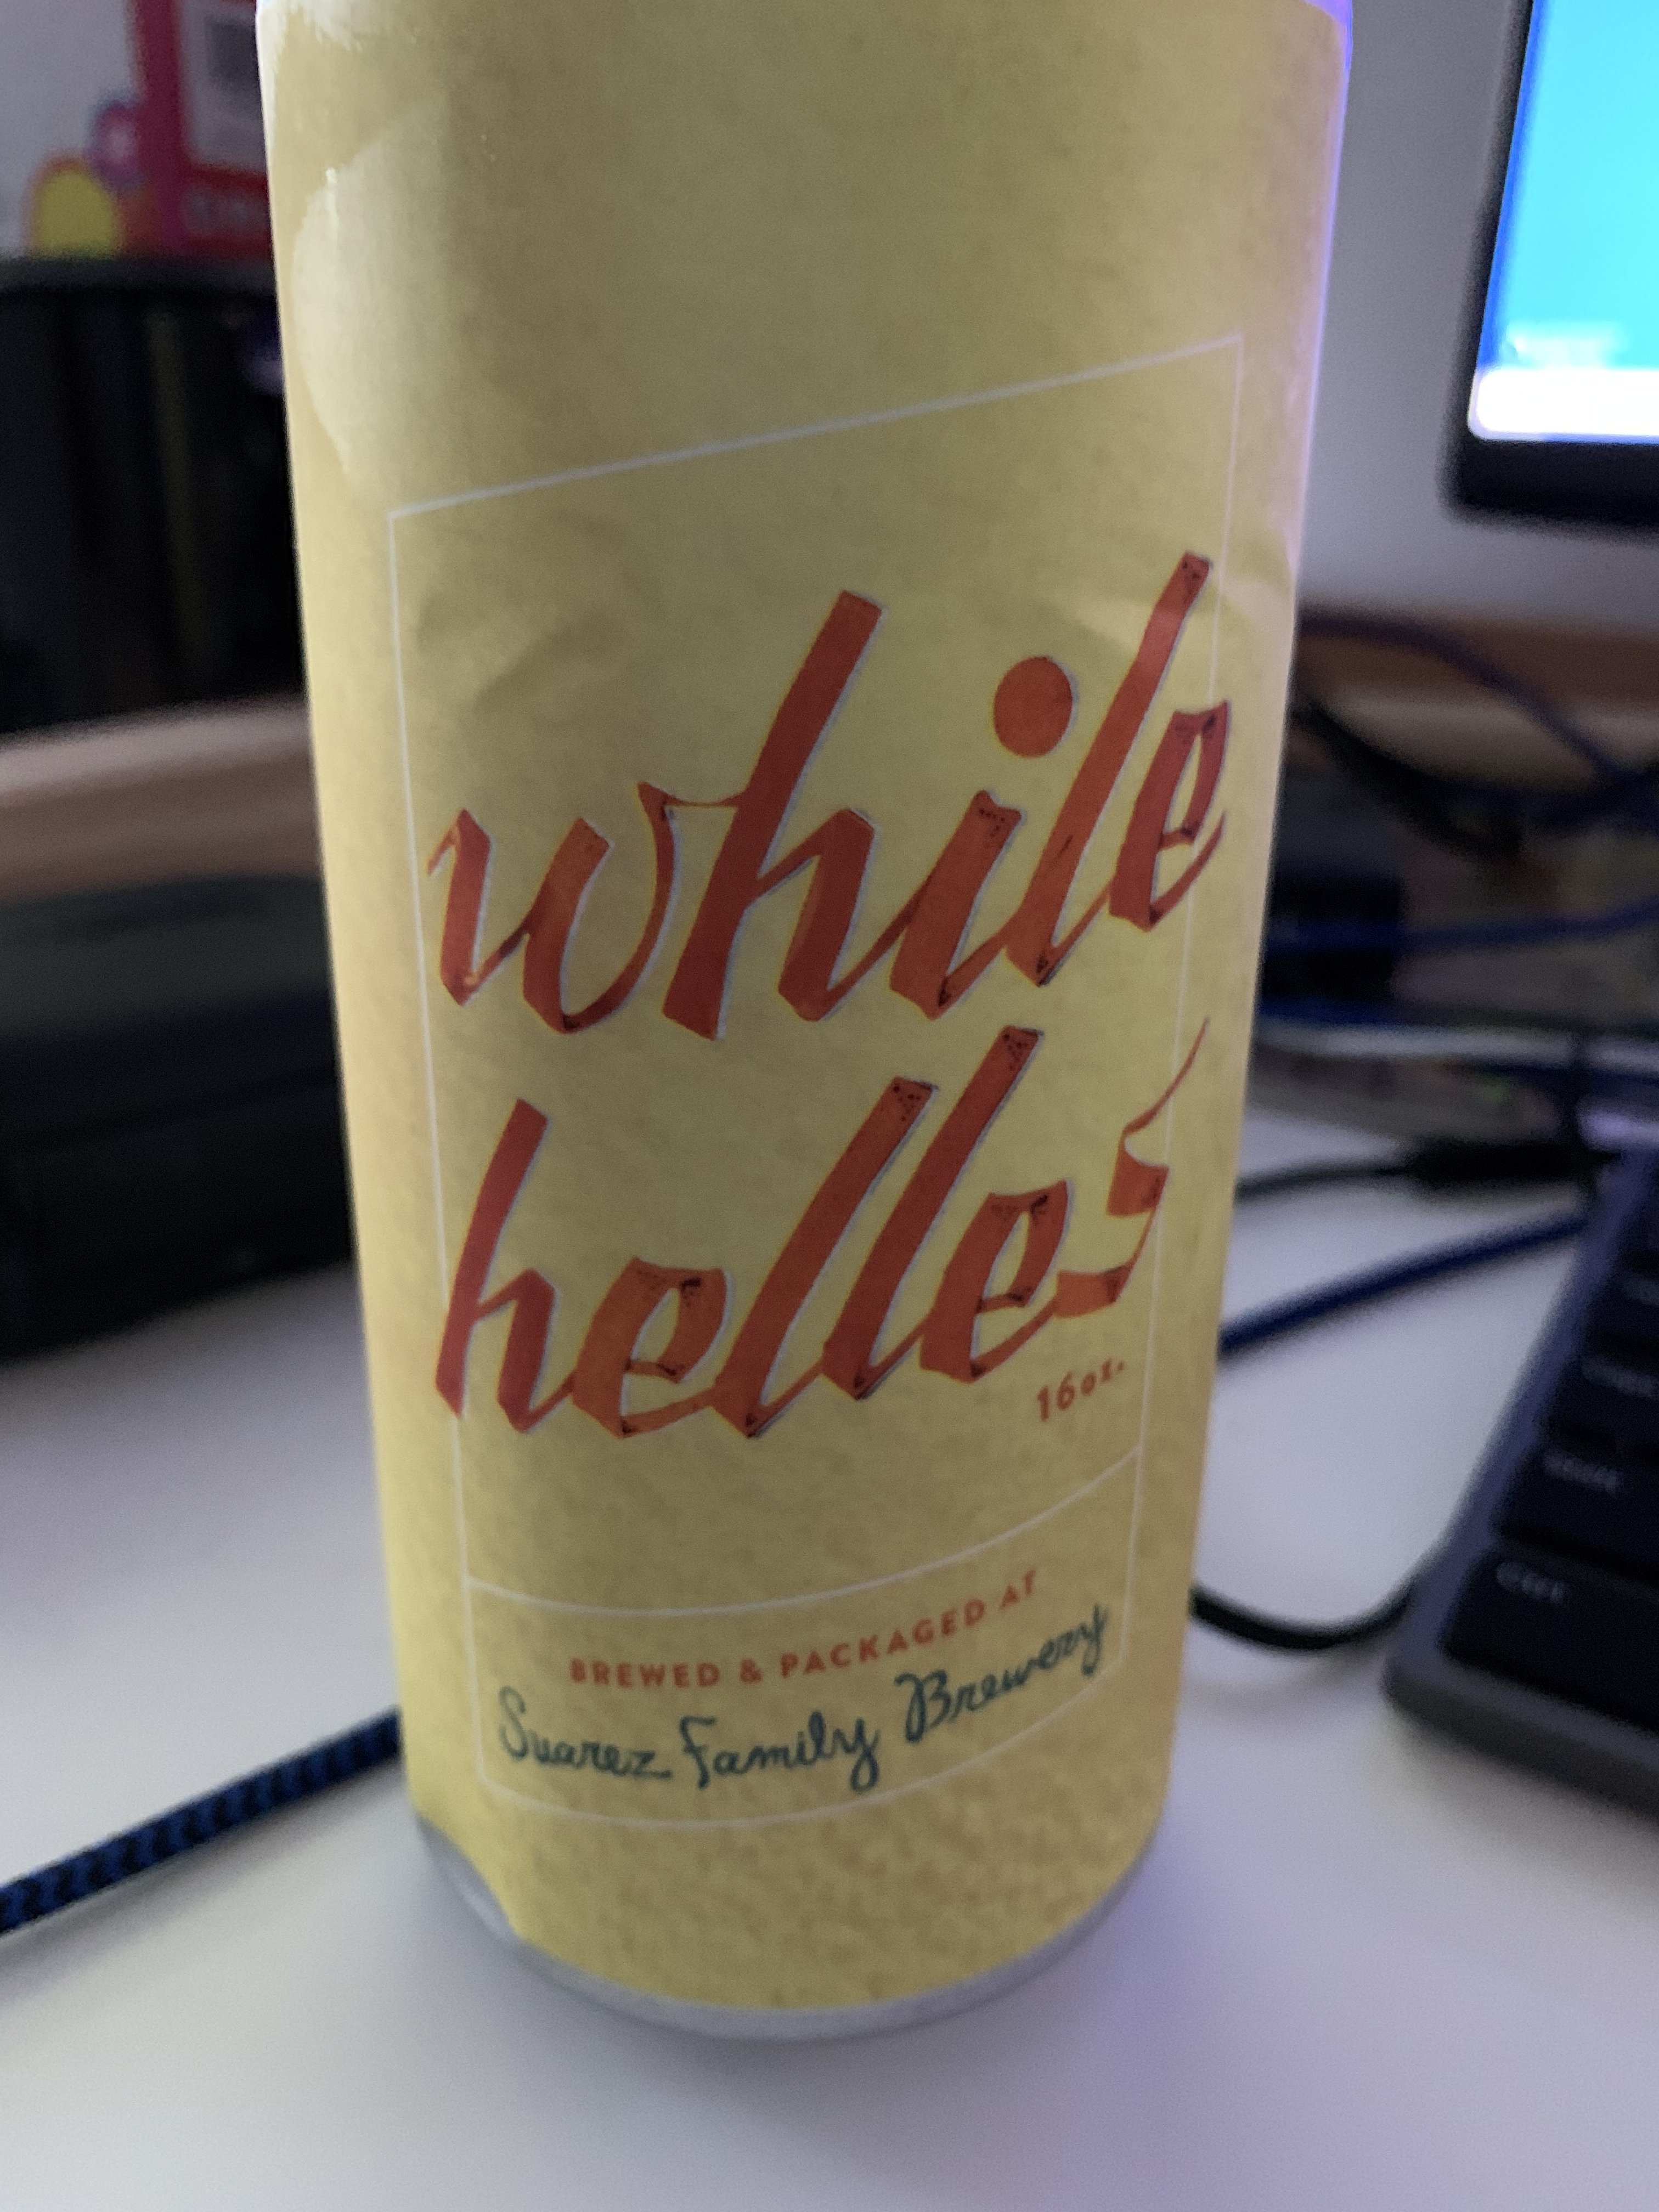 while
helles
16oz.
BREWED & PACKAGED AT
Suarez Family Brewery